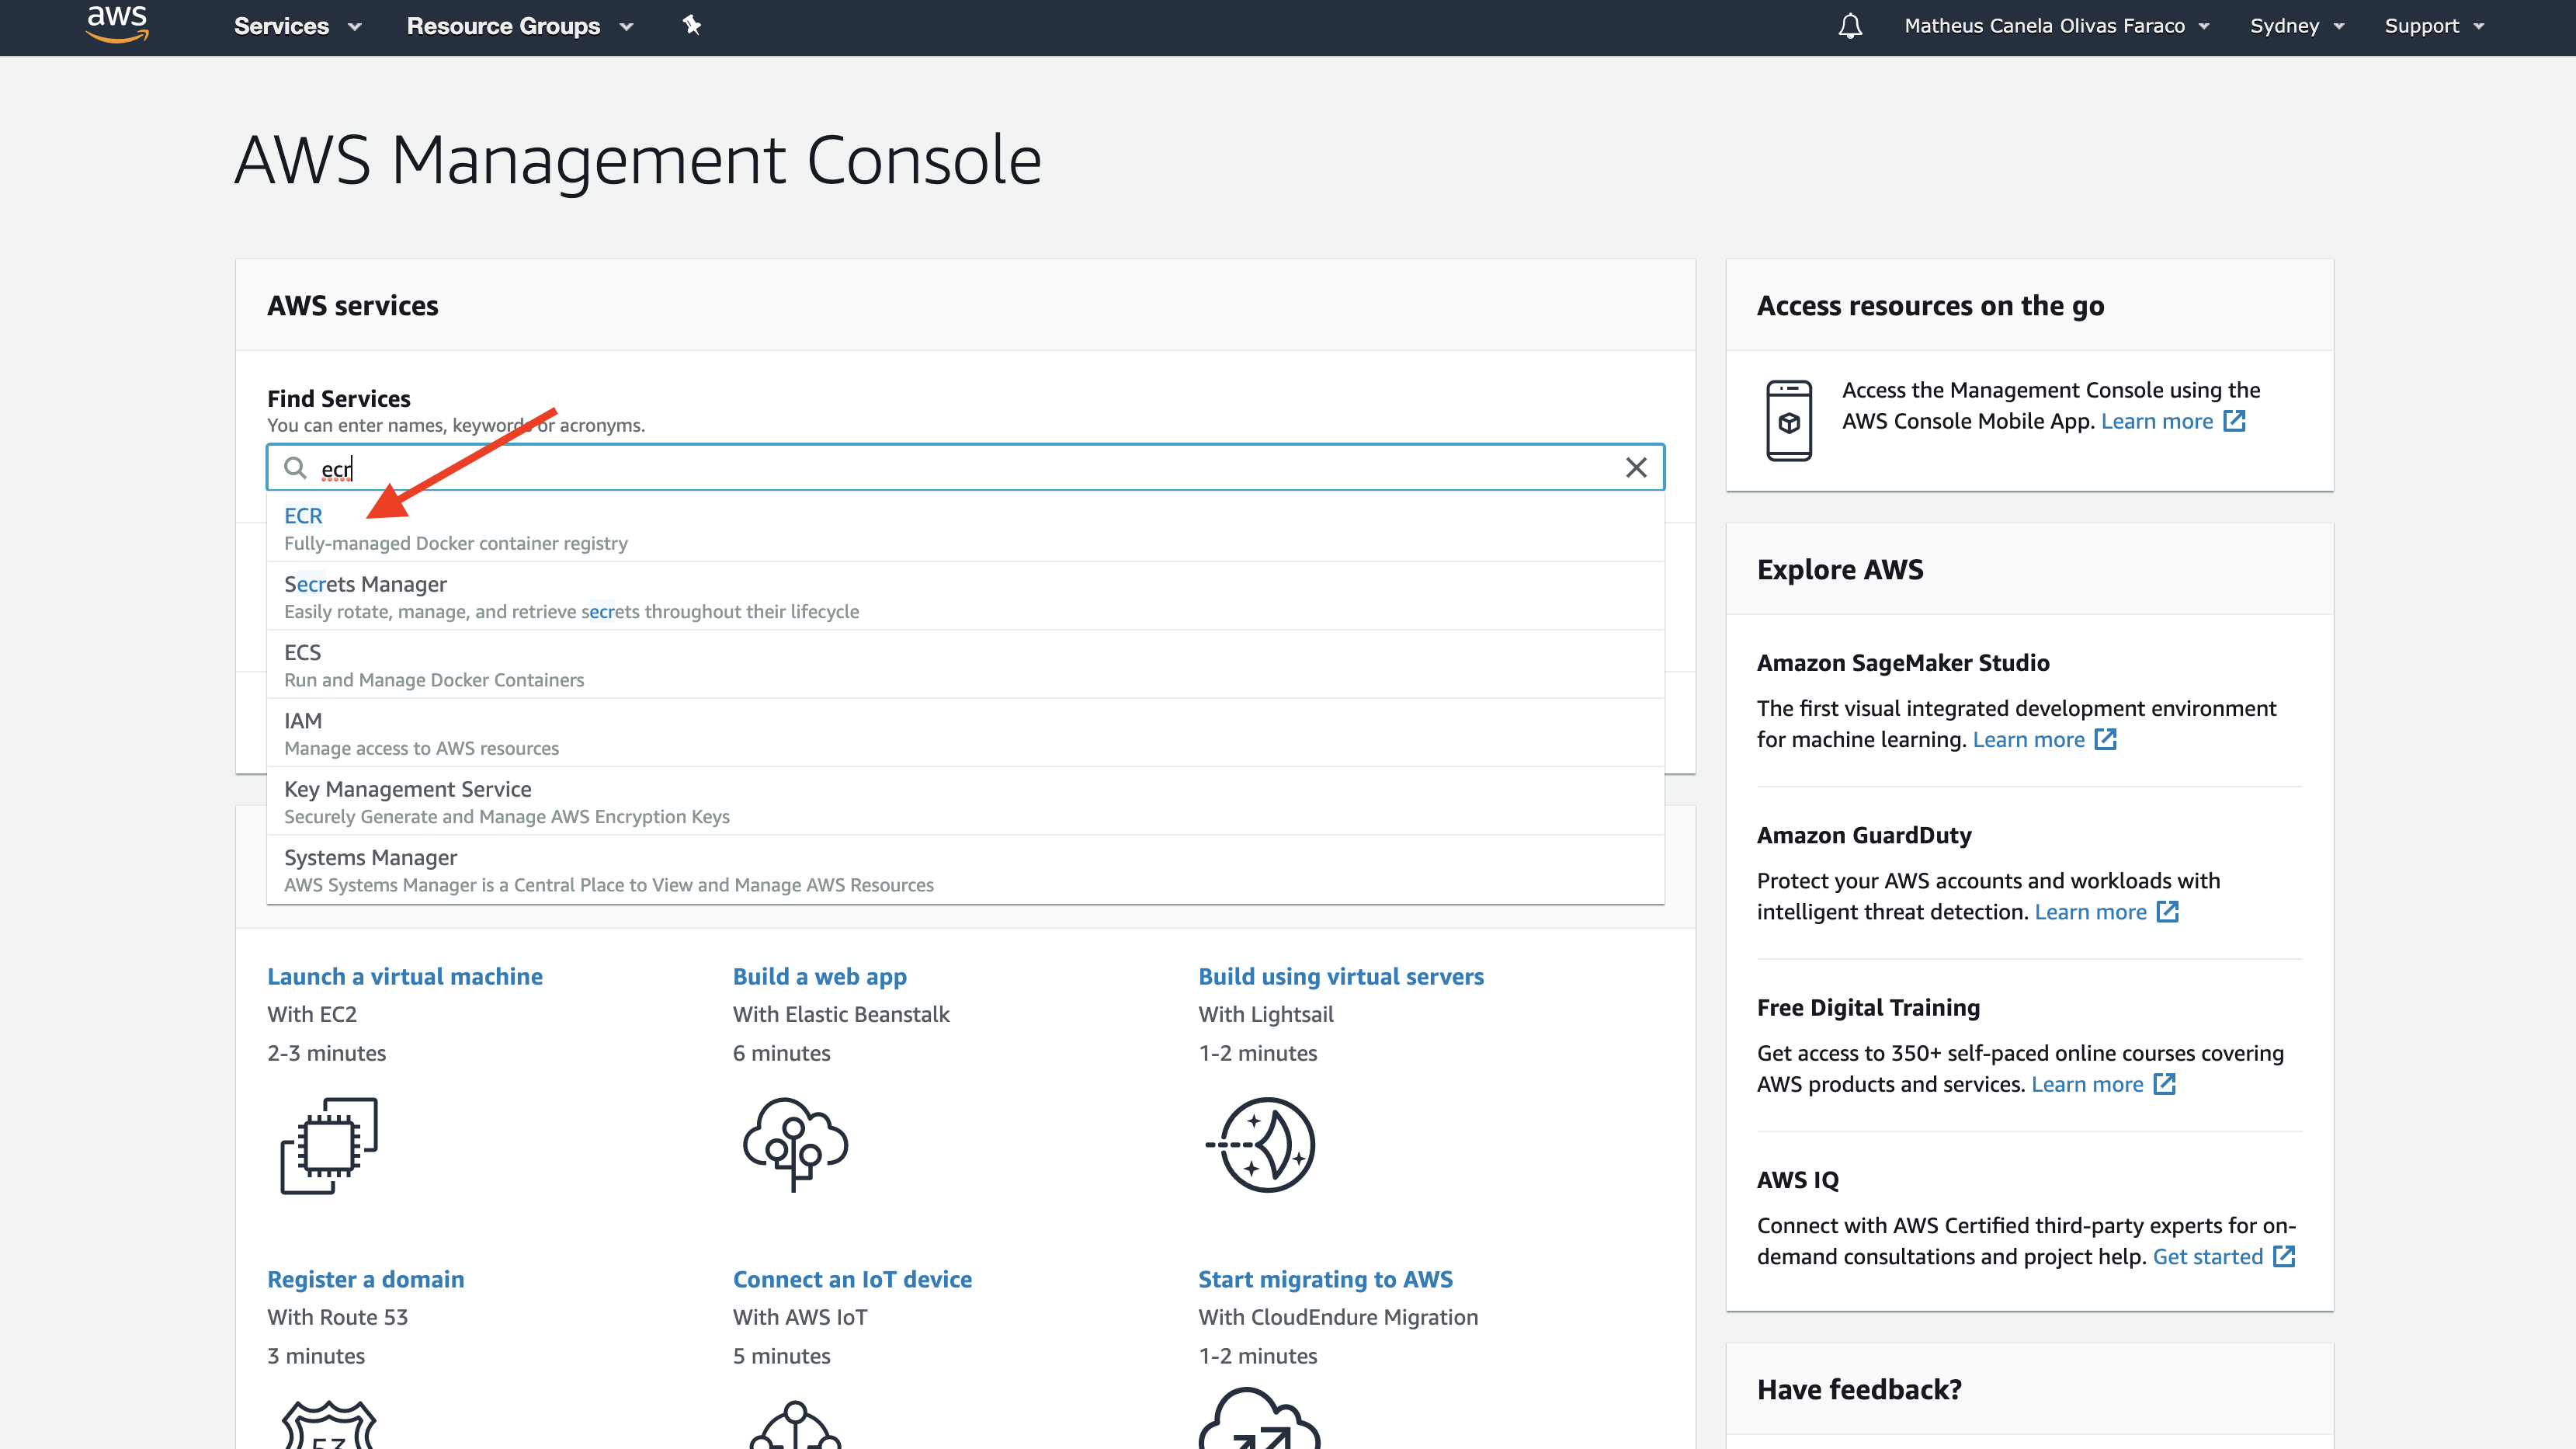 aws
Services
Resource Groups
Matheus Canela Olivas Faraco
Sydney
Support
AWS Management Console
AWS services
Find Services
You can enter names, keywords or acronyms.
ecr
ECR
Fully-managed Docker container registry
Secrets Manager
Easily rotate, manage, and retrieve secrets throughout their lifecycle
ECS
Run and Manage Docker Containers
IAM
Manage access to AWS resources
Key Management Service
Securely Generate and Manage AWS Encryption Keys
Systems Manager
AWS Systems Manager is a Central Place to View and Manage AWS Resources
Launch a virtual machine
With EC2
2-3 minutes
Build a web app
With Elastic Beanstalk
6 minutes
Build using virtual servers
With Lightsail
1-2 minutes
Register a domain
With Route 53
3 minutes
53
Connect an IoT device
With AWS IoT
5 minutes
Start migrating to AWS
With CloudEndure Migration
1-2 minutes
Access resources on the go
Access the Management Console using the
AWS Console Mobile App. Learn more
Explore AWS
Amazon SageMaker Studio
The first visual integrated development environment
for machine learning. Learn more
Amazon GuardDuty
Protect your AWS accounts and workloads with
intelligent threat detection. Learn more
Free Digital Training
Get access to 350+ self-paced online courses covering
AWS products and services. Learn more
AWS IQ
Connect with AWS Certified third-party experts for on-
demand consultations and project help. Get started
Have feedback?